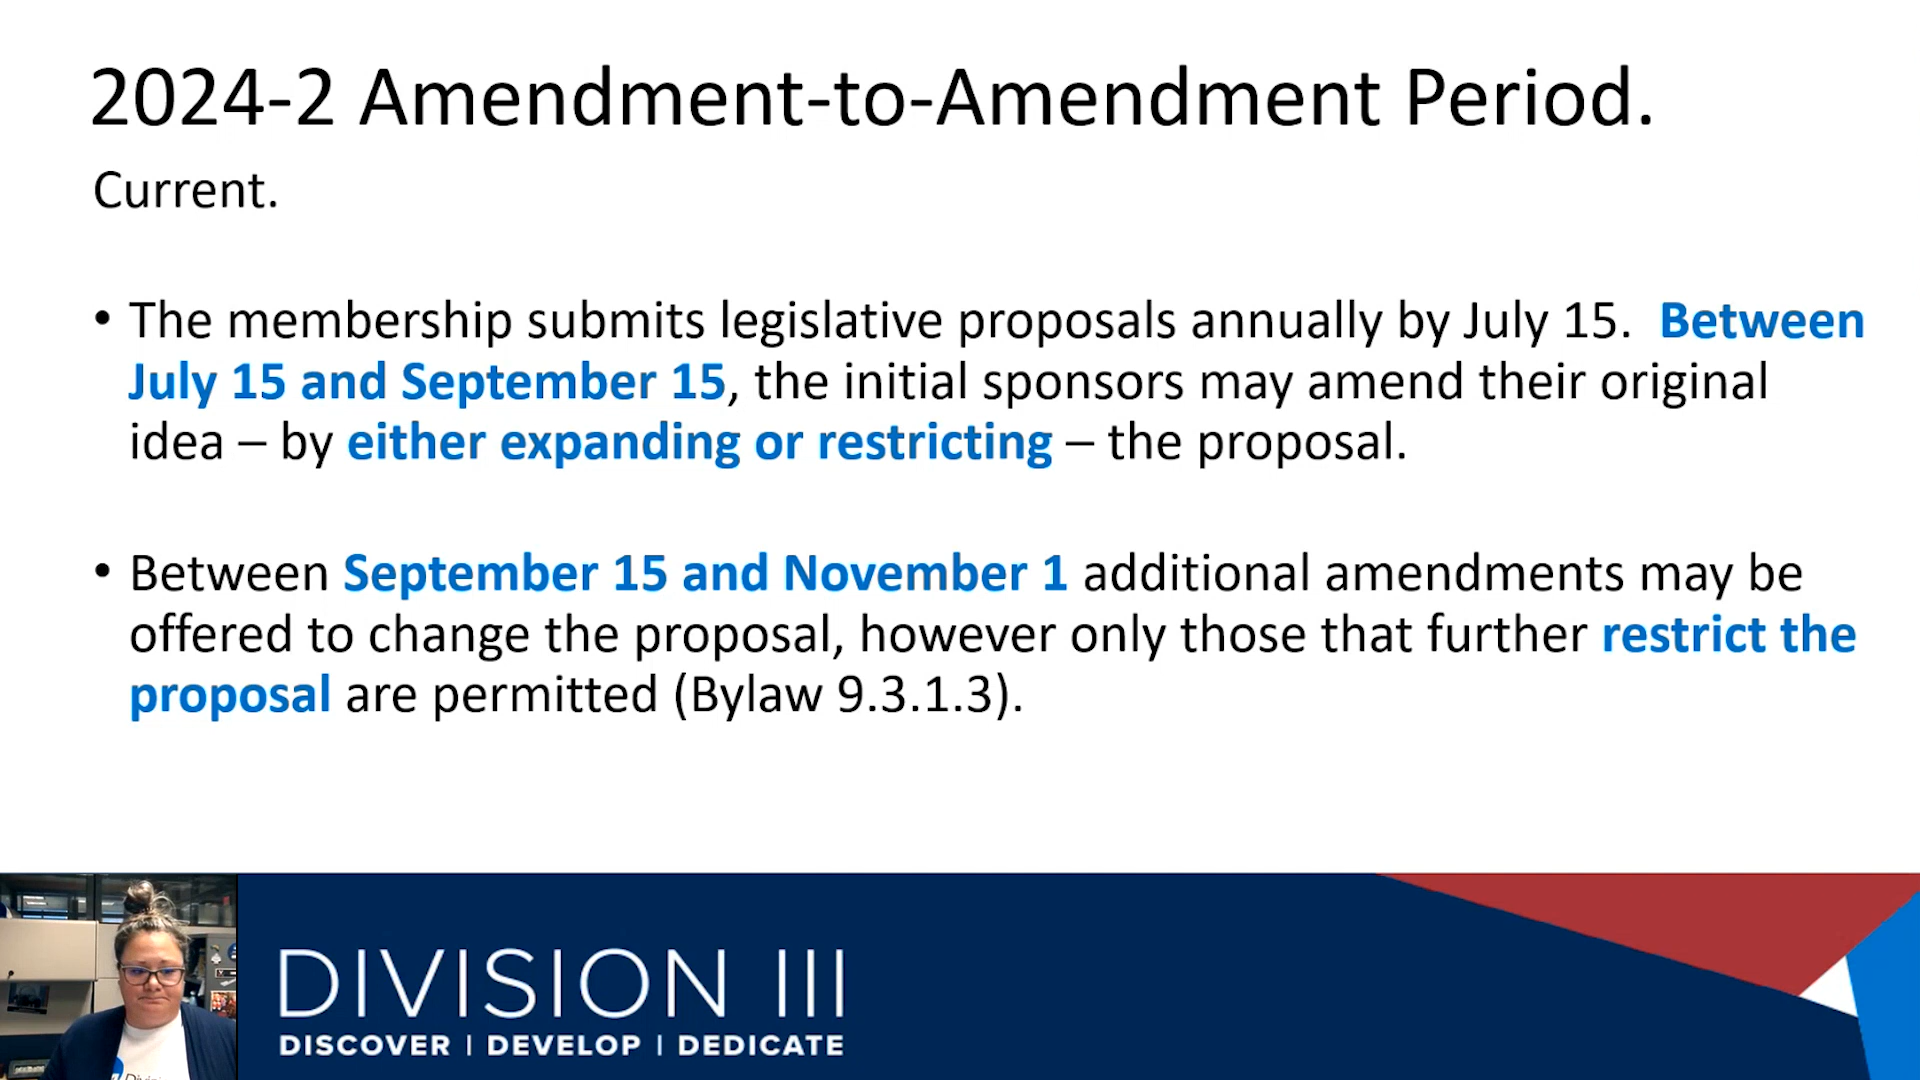 2024-2 Amendment-to-Amendment Period.
Current.
• The membership submits legislative proposals annually by July 15.  Between
July 15 and September 15, the initial sponsors may amend their original
idea – by either expanding or restricting – the proposal.
• Between September 15 and November 1 additional amendments may be
offered to change the proposal, however only those that further restrict the
proposal are permitted (Bylaw 9.3.1.3).
DIVISION III
DISCOVER | DEVELOP | DEDICATE